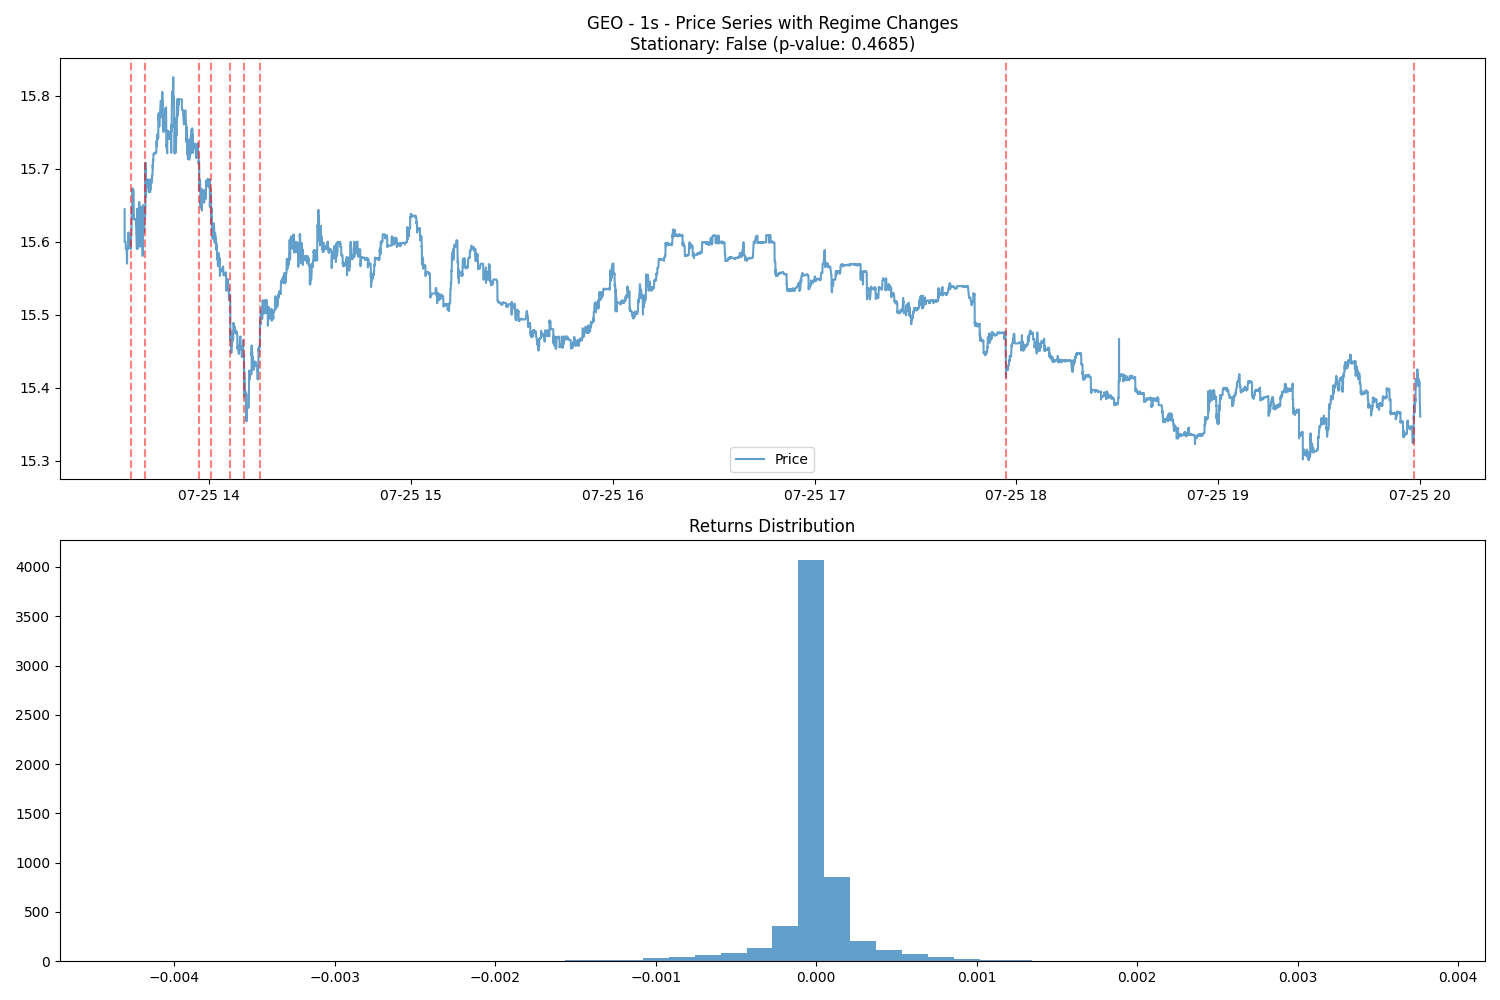 GEO - 1s - Price Series with Regime Changes
Stationary: False (p-value: 0.4685)
15.8
15.7
15.6
15.5
15.4
15.3
Price
07-25 14 07-25 15 07-25 16 07-25 17 07-25 18 07-25 19 07-25 20
Returns Distribution
4000
3500
3000
2500
2000
1500
1000
500
0
−0.004 −0.003 −0.002 −0.001 0.000 0.001 0.002 0.003 0.004